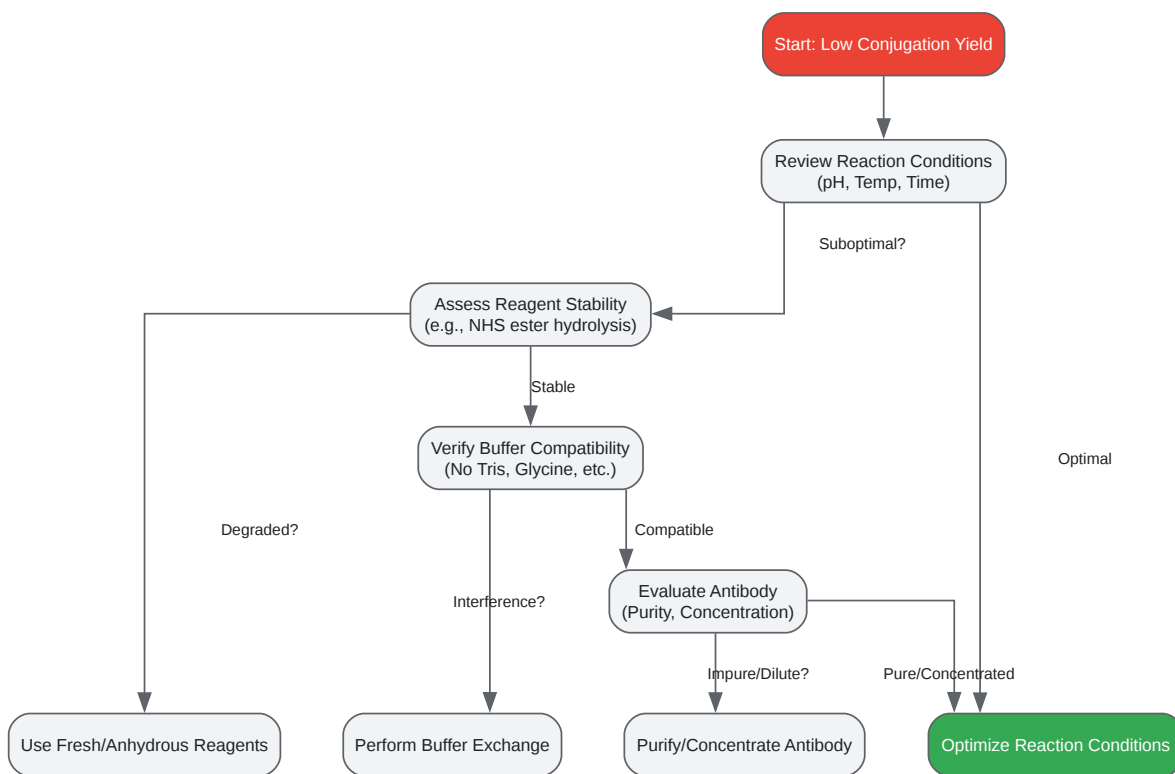 Start: Low Conjugation Yield
Review Reaction Conditions
(pH, Temp, Time)
Suboptimal?
Assess Reagent Stability
(e.g., NHS ester hydrolysis)
Stable
Verify Buffer Compatibility
(No Tris, Glycine, etc.)
Optimal
Degraded?
Compatible
Evaluate Antibody
(Purity, Concentration)
Interference?
Impure/Dilute?
Pure/Concentrated
Use Fresh/Anhydrous Reagents
Perform Buffer Exchange
Purify/Concentrate Antibody
Optimize Reaction Conditions